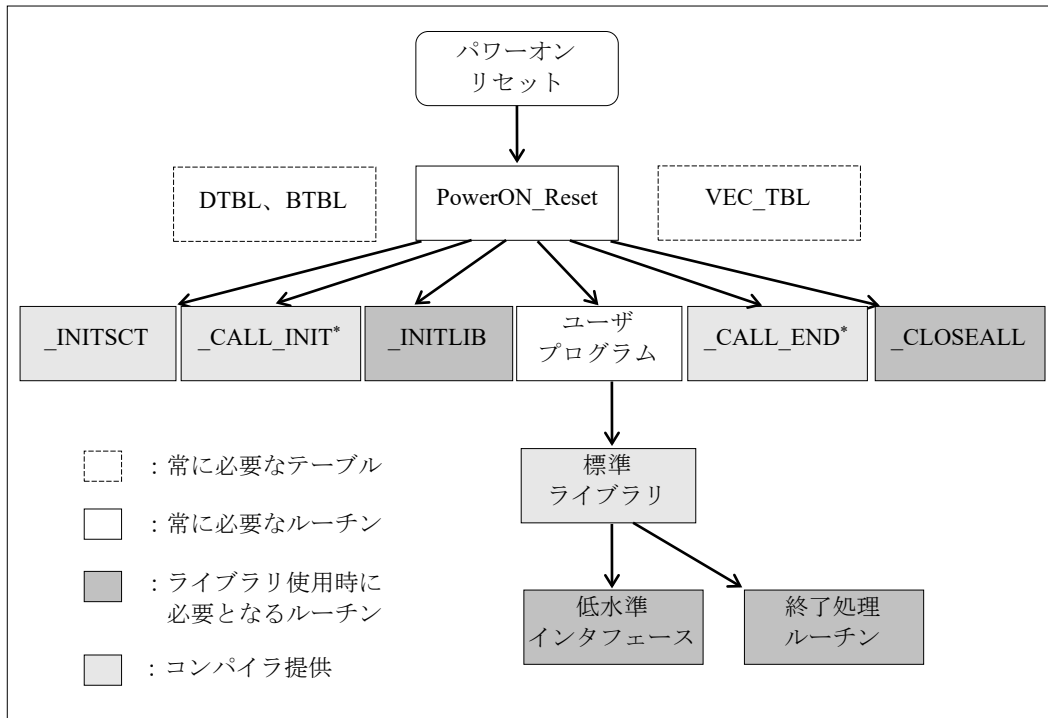 パワーオン
リセット
DTBL、BTBL
PowerON_Reset
VEC_TBL
_INITSCT
_CALL_INIT*
_INITLIB
ユーザ
プログラム
_CALL_END*
_CLOSEALL
標準
ライブラリ
低水準
インタフェース
終了処理
ルーチン
：常に必要なテーブル
：常に必要なルーチン
：ライブラリ使用時に
必要となるルーチン
：コンパイラ提供